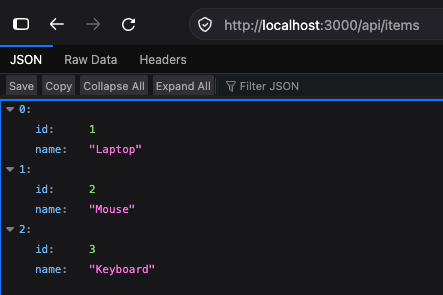 http://localhost:3000/api/items
JSON Raw Data Headers
Save Copy Collapse All Expand All Filter JSON
0:
id: 1
name: "Laptop"
1:
id: 2
name: "Mouse"
2:
id: 3
name: "Keyboard"